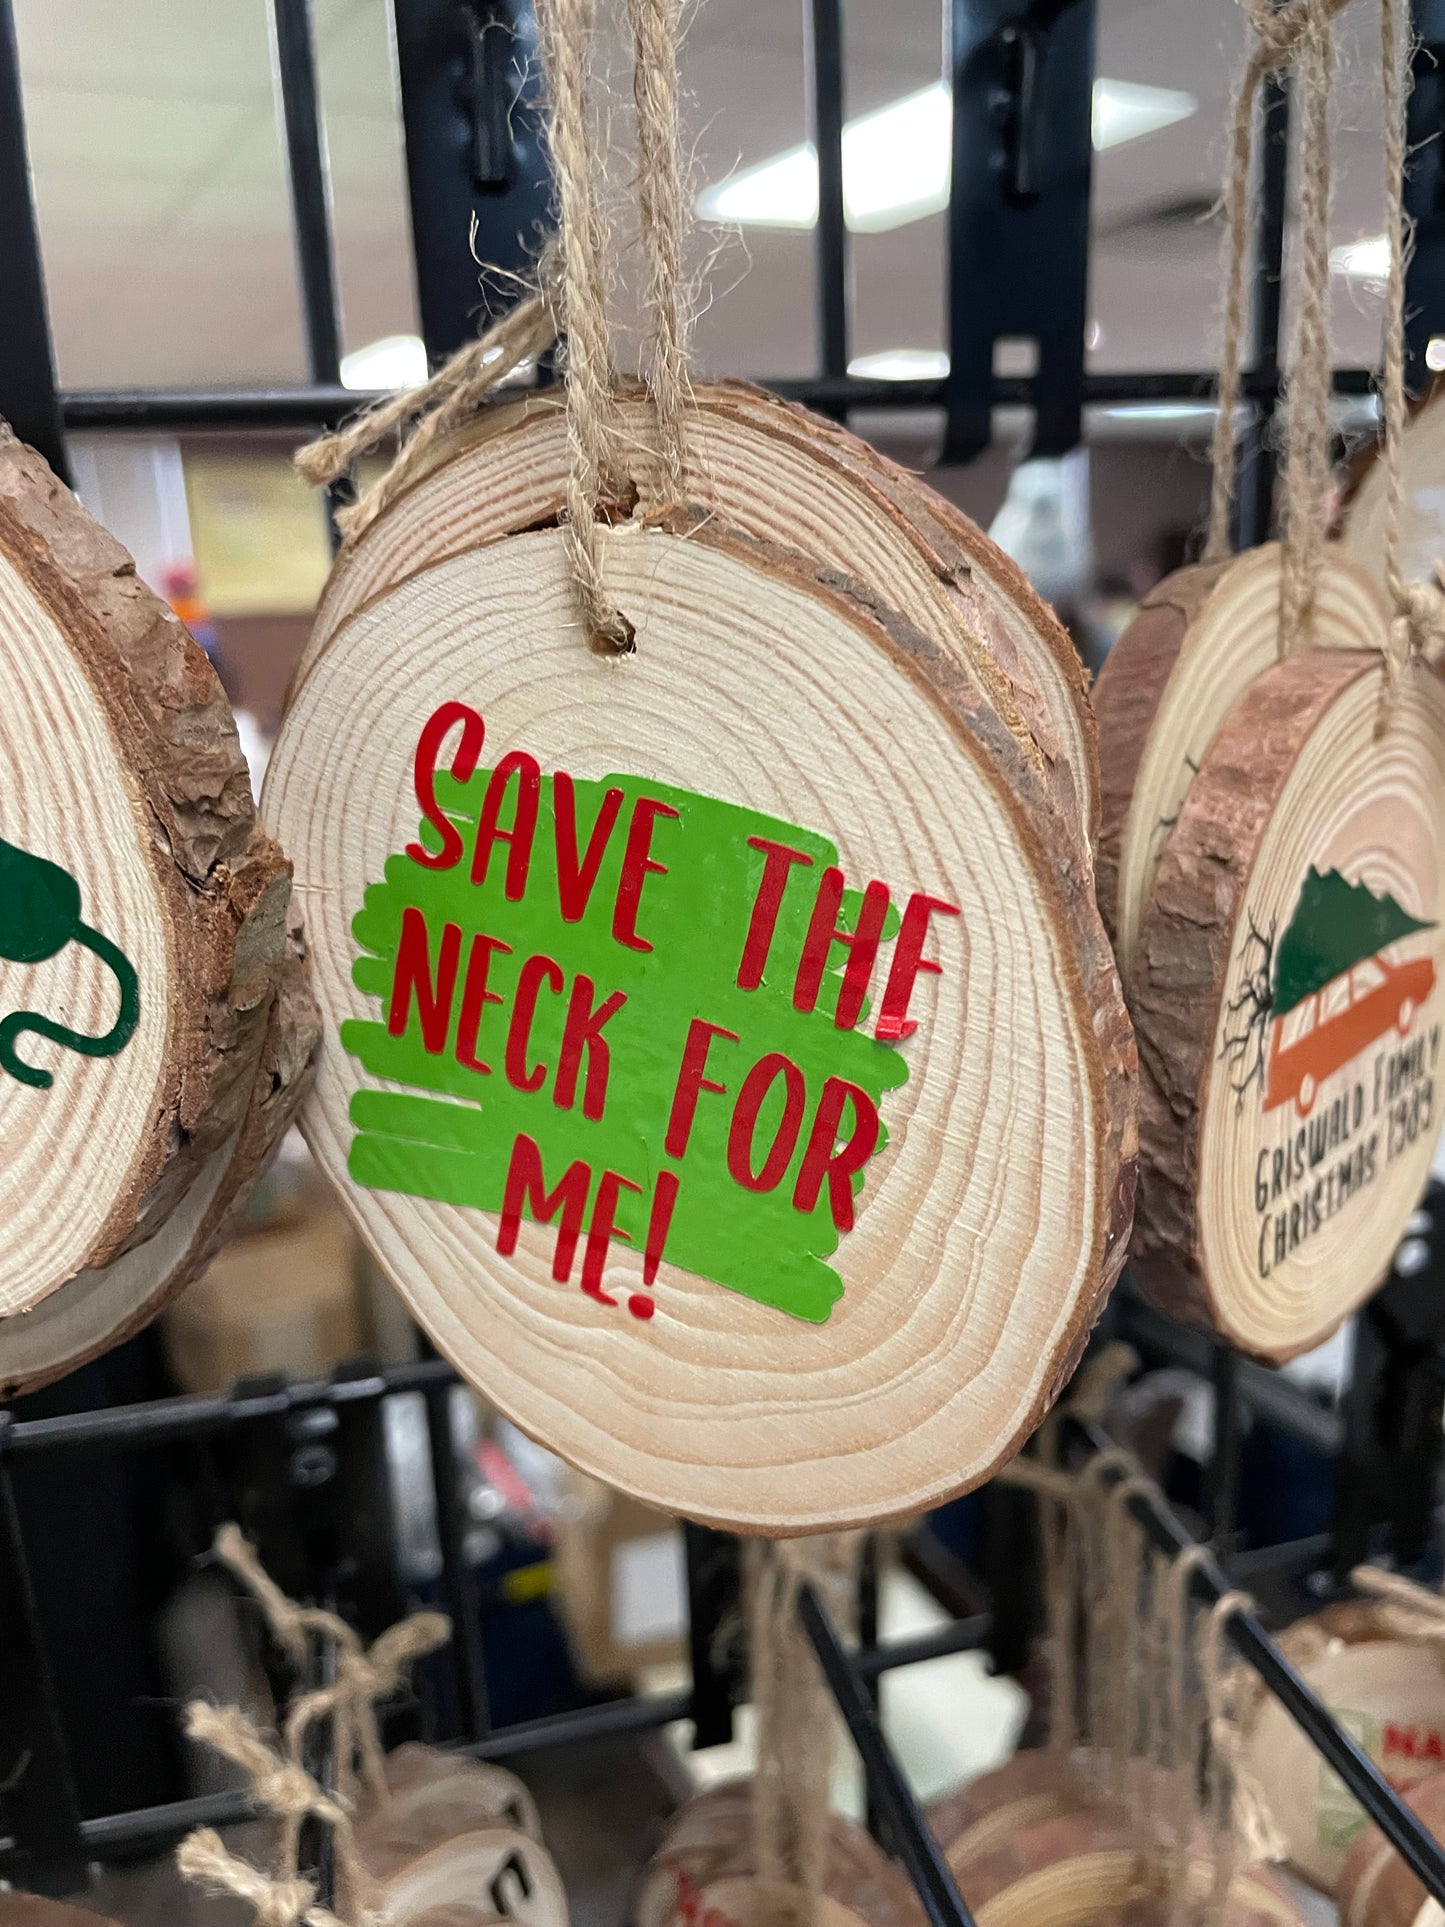 SAVE THE
NECK FOR
ME!
GRISWALD FAMILY
CHRISTMAS 1989